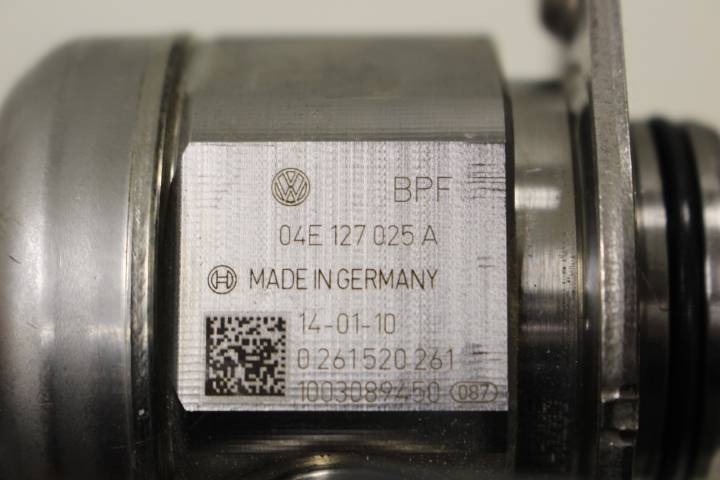 BPF
04E 127 025 A
MADE IN GERMANY
14-01-10
0 261 520 261
1003089450 087